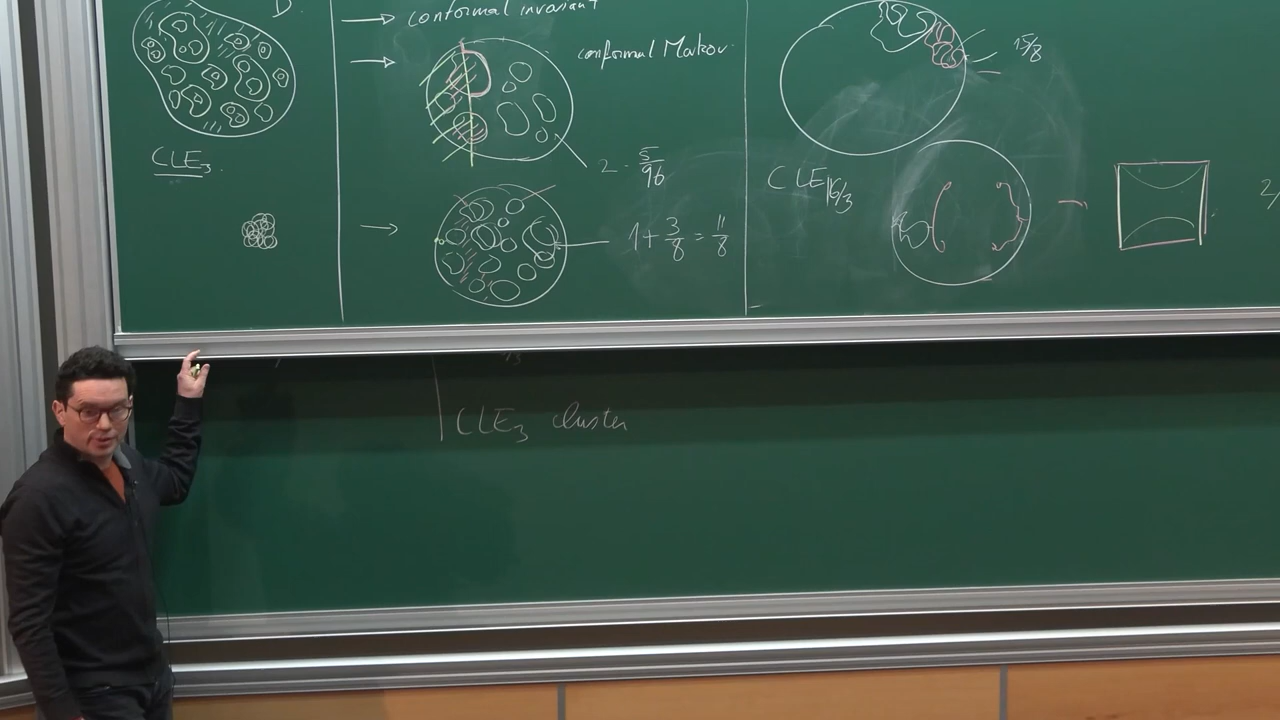 D.
→ conformal invariant
→ conformal Markov
2 - 5/96
CLE₃.
→ 1 + 3/8 = 11/8
15/8
CLE₁₆/₃
2/
CLE₃ cluster